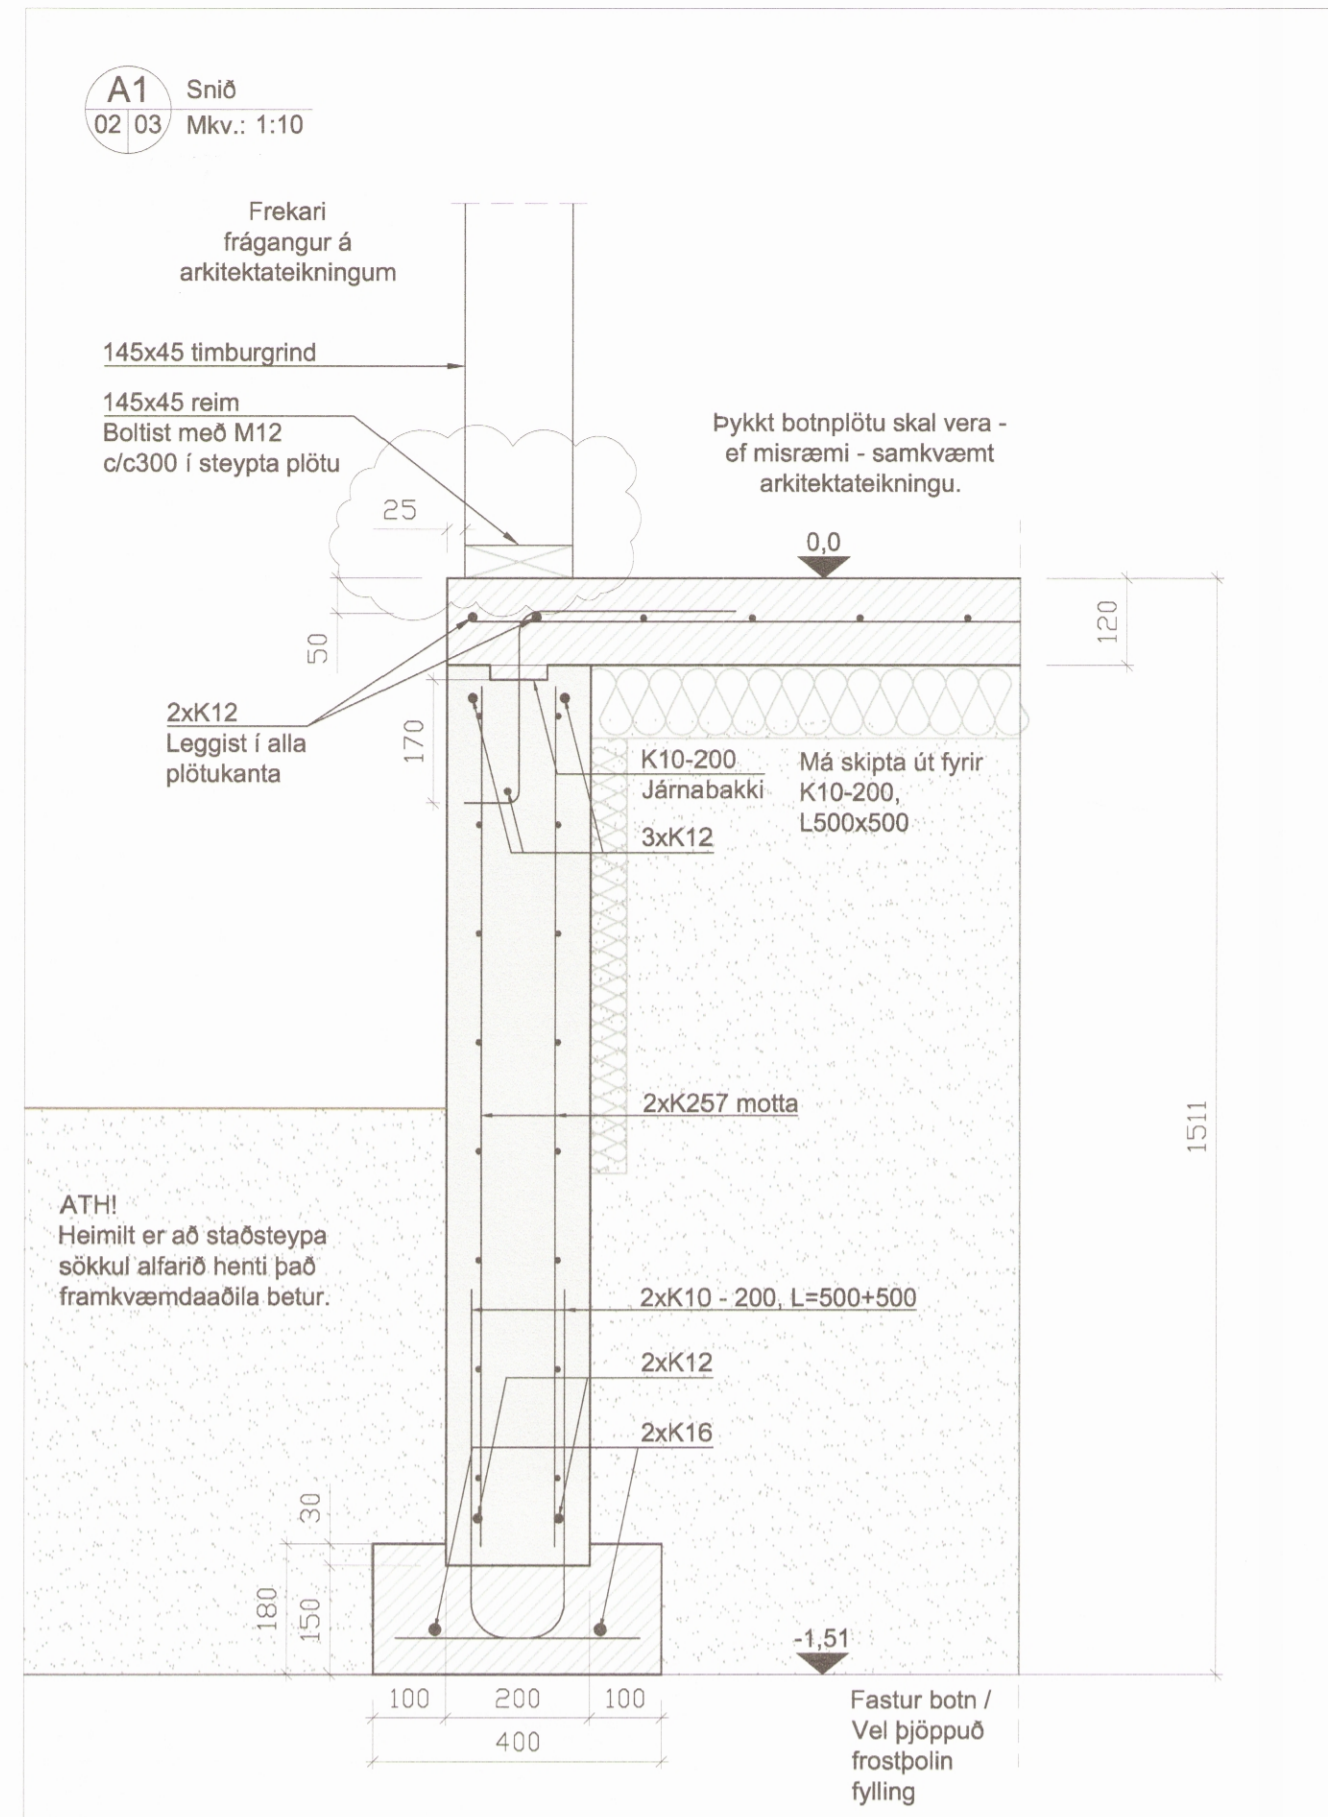 A1
02 03
Snið
Mkv.: 1:10
Frekari
frágangur á
arkitektateikningum
145x45 timburgrind
145x45 reim
Boltist með M12
c/c300 í steypta plötu
Þykkt botnplötu skal vera -
ef misræmi - samkvæmt
arkitektateikningu.
25
0,0
50
120
2xK12
Leggist í alla
plötukanta
170
K10-200
Járnabakki
Má skipta út fyrir
K10-200,
L500x500
3xK12
2xK257 motta
1511
ATH!
Heimilt er að staðsteypa
sökkul alfarið henti það
framkvæmdaaðila betur.
2xK10 - 200, L=500+500
2xK12
2xK16
30
180
150
-1,51
100
200
100
400
Fastur botn /
Vel þjöppuð
frostþolin
fylling